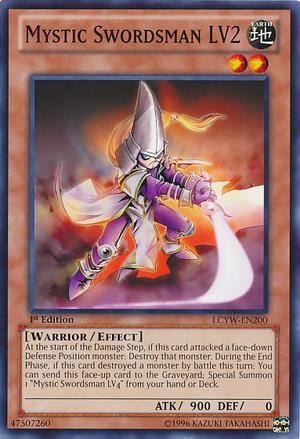 MYSTIC SWORDSMAN LV2
EARTH
地
1st Edition
LCYW-EN200
[WARRIOR / EFFECT]
At the start of the Damage Step, if this card attacked a face-down
Defense Position monster: Destroy that monster. During the End
Phase, if this card destroyed a monster by battle this turn: You
can send this face-up card to the Graveyard; Special Summon
1 "Mystic Swordsman LV4" from your hand or Deck.
ATK/ 900 DEF/ 0
47507260
©1996 KAZUKI TAKAHASHI